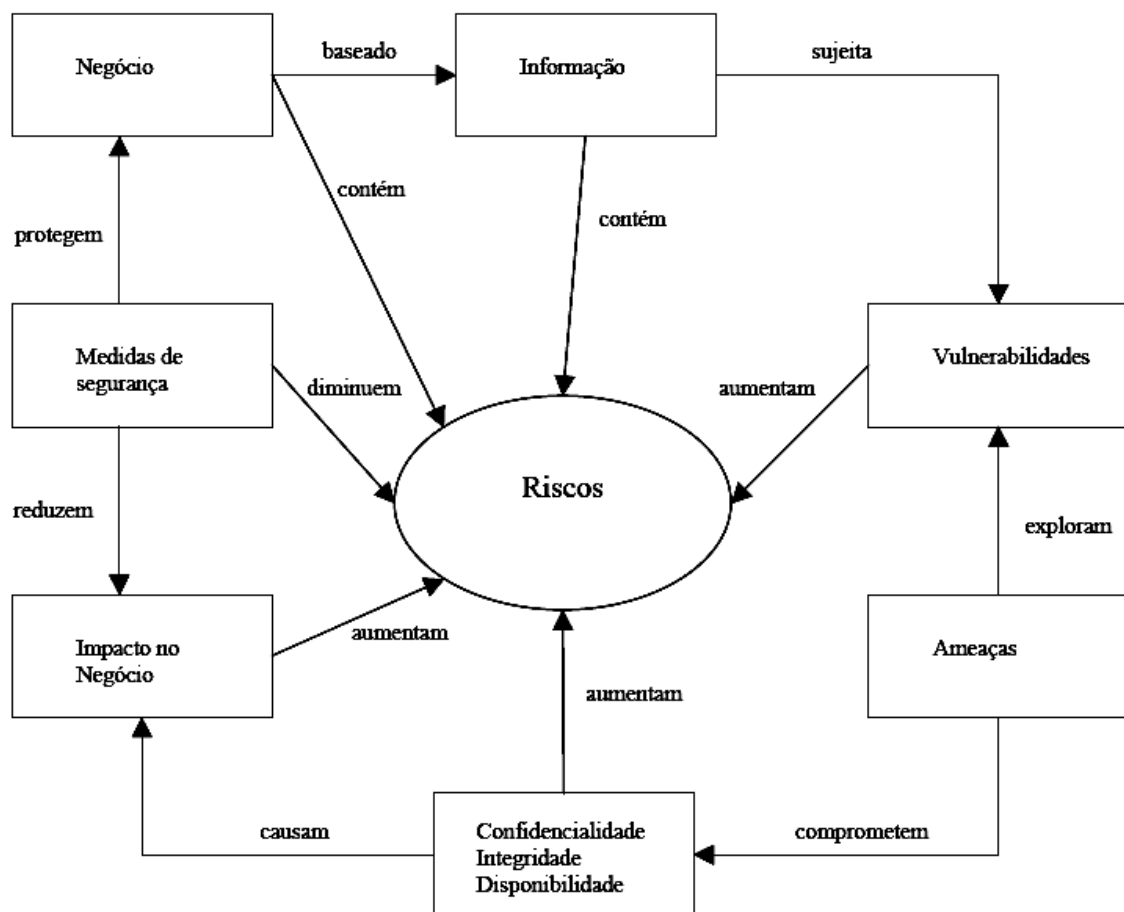 Negócio
baseado
Informação
sujeita
contém
contém
protegem
Medidas de
segurança
diminuem
aumentam
Vulnerabilidades
Riscos
reduzem
exploram
Impacto no
Negócio
aumentam
aumentam
Ameaças
causam
Confidencialidade
Integridade
Disponibilidade
comprometem